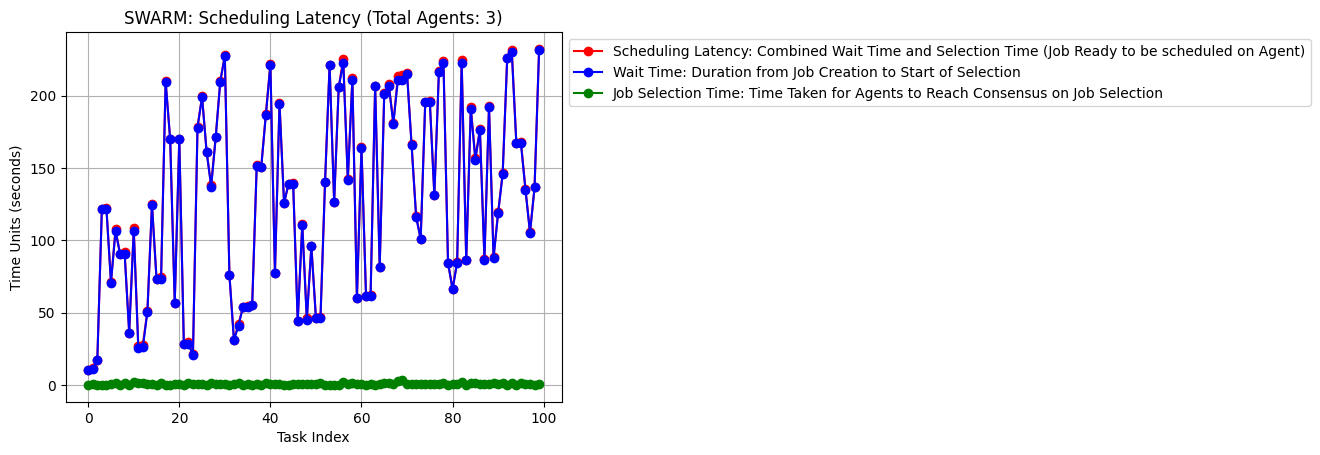 SWARM: Scheduling Latency (Total Agents: 3)
Scheduling Latency: Combined Wait Time and Selection Time (Job Ready to be scheduled on Agent)
Wait Time: Duration from Job Creation to Start of Selection
Job Selection Time: Time Taken for Agents to Reach Consensus on Job Selection
Time Units (seconds)
200
150
100
50
0
0 20 40 60 80 100
Task Index